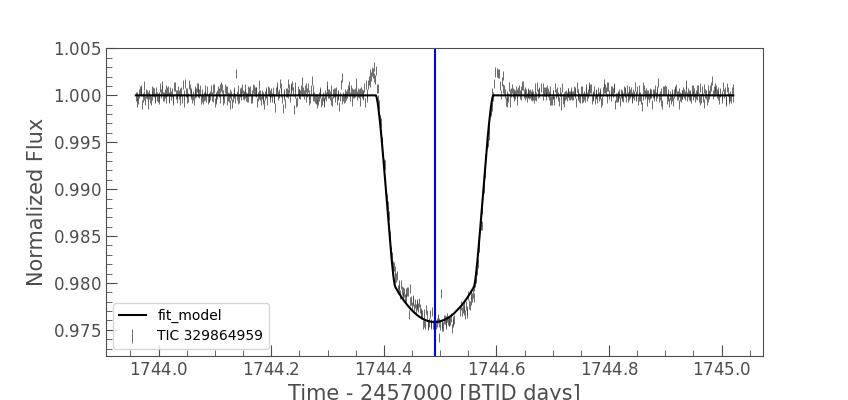 1.005
1.000
0.995
0.990
0.985
0.980
0.975
Normalized Flux
fit_model
TIC 329864959
1744.0 1744.2 1744.4 1744.6 1744.8 1745.0
Time - 2457000 [BTJD days]